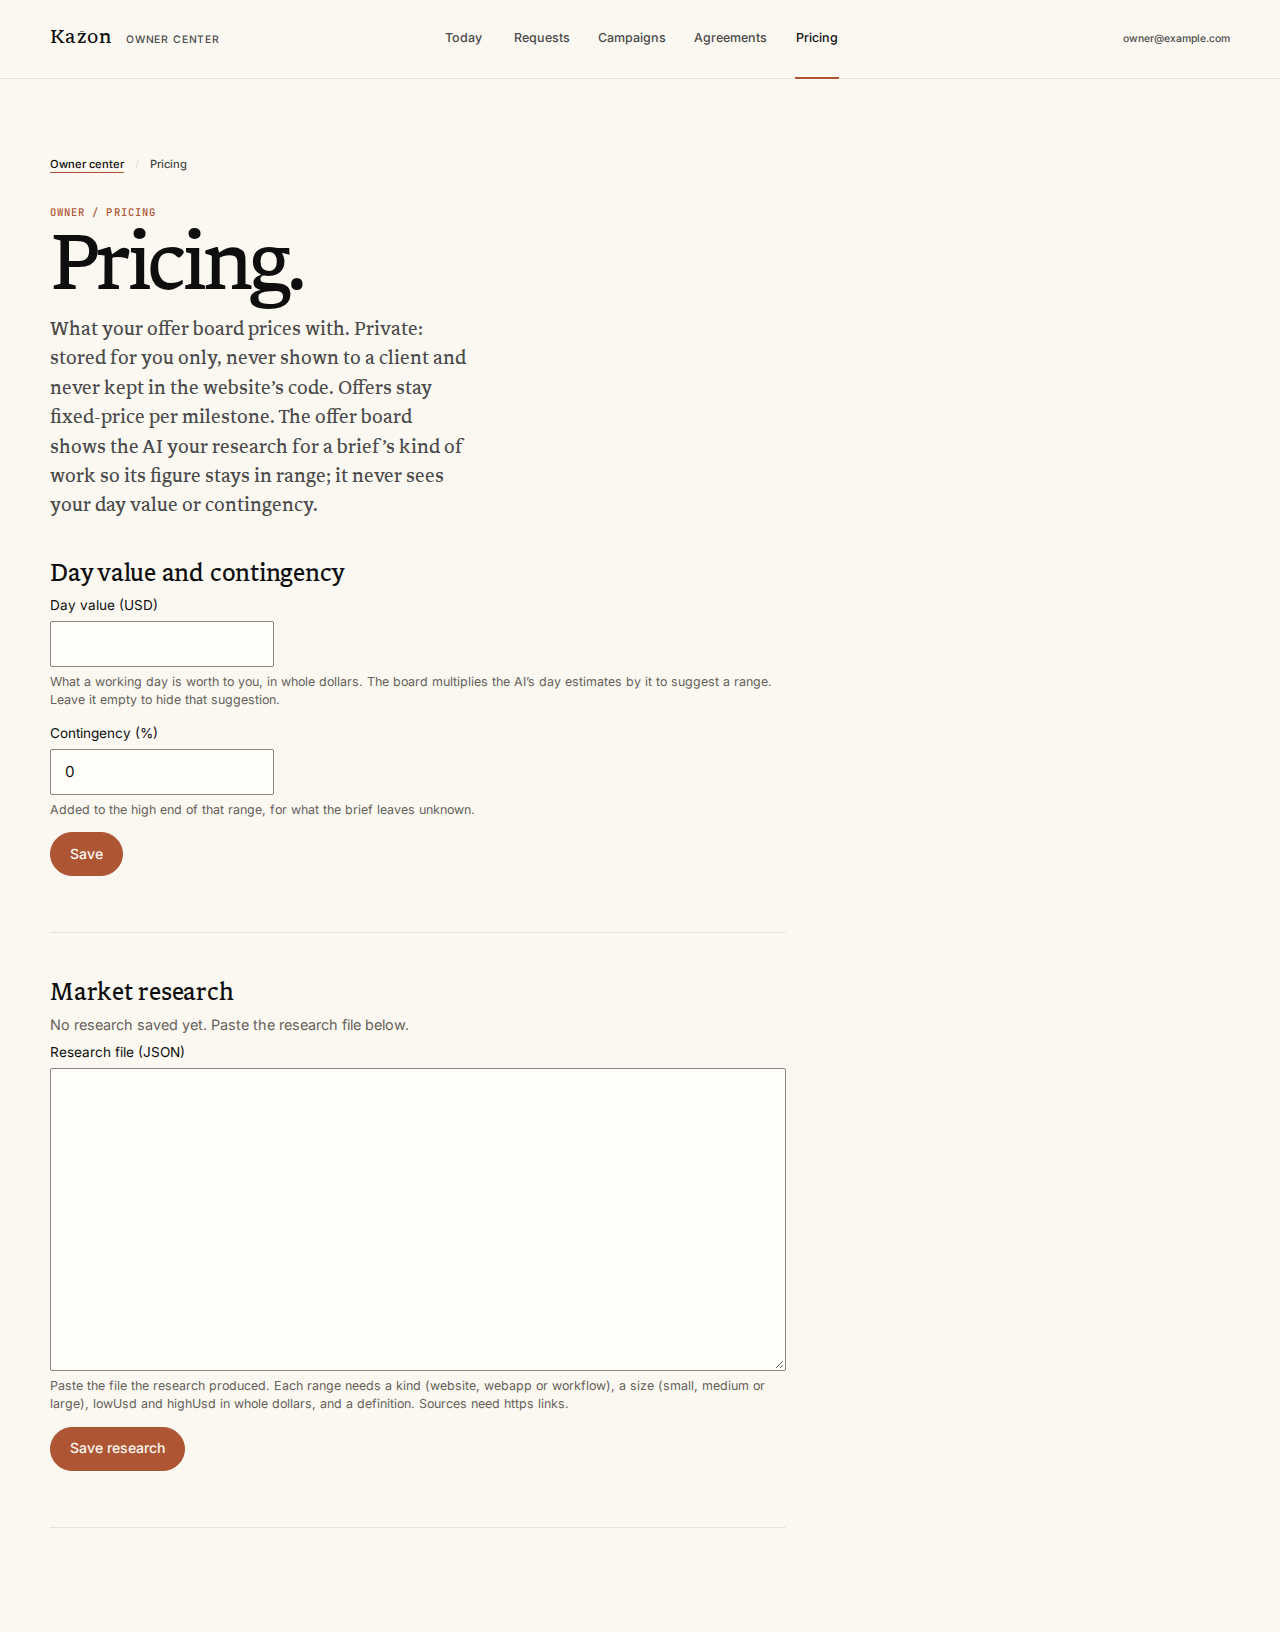 Kažon OWNER CENTER Today Requests Campaigns Agreements Pricing owner@example.com
Owner center / Pricing
OWNER / PRICING
Pricing.
What your offer board prices with. Private:
stored for you only, never shown to a client and
never kept in the website’s code. Offers stay
fixed-price per milestone. The offer board
shows the AI your research for a brief’s kind of
work so its figure stays in range; it never sees
your day value or contingency.
Day value and contingency
Day value (USD)
What a working day is worth to you, in whole dollars. The board multiplies the AI’s day estimates by it to suggest a range.
Leave it empty to hide that suggestion.
Contingency (%)
0
Added to the high end of that range, for what the brief leaves unknown.
Save
Market research
No research saved yet. Paste the research file below.
Research file (JSON)
Paste the file the research produced. Each range needs a kind (website, webapp or workflow), a size (small, medium or
large), lowUsd and highUsd in whole dollars, and a definition. Sources need https links.
Save research